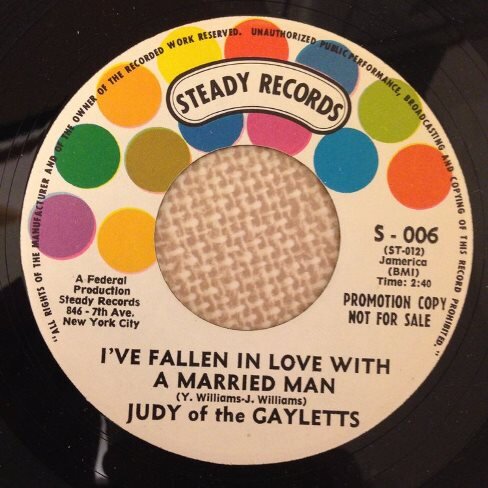 "ALL RIGHTS OF THE MANUFACTURER AND OF THE OWNER OF THE RECORDED WORK RESERVED. UNAUTHORIZED PUBLIC PERFORMANCE, BROADCASTING AND COPYING OF THIS RECORD PROHIBITED."
STEADY RECORDS
S - 006
(ST-012)
Jamerica
(BMI)
Time: 2:40
PROMOTION COPY
NOT FOR SALE
A Federal
Production
Steady Records
846 - 7th Ave.
New York City
I'VE FALLEN IN LOVE WITH
A MARRIED MAN
(Y. Williams-J. Williams)
JUDY of the GAYLETTS